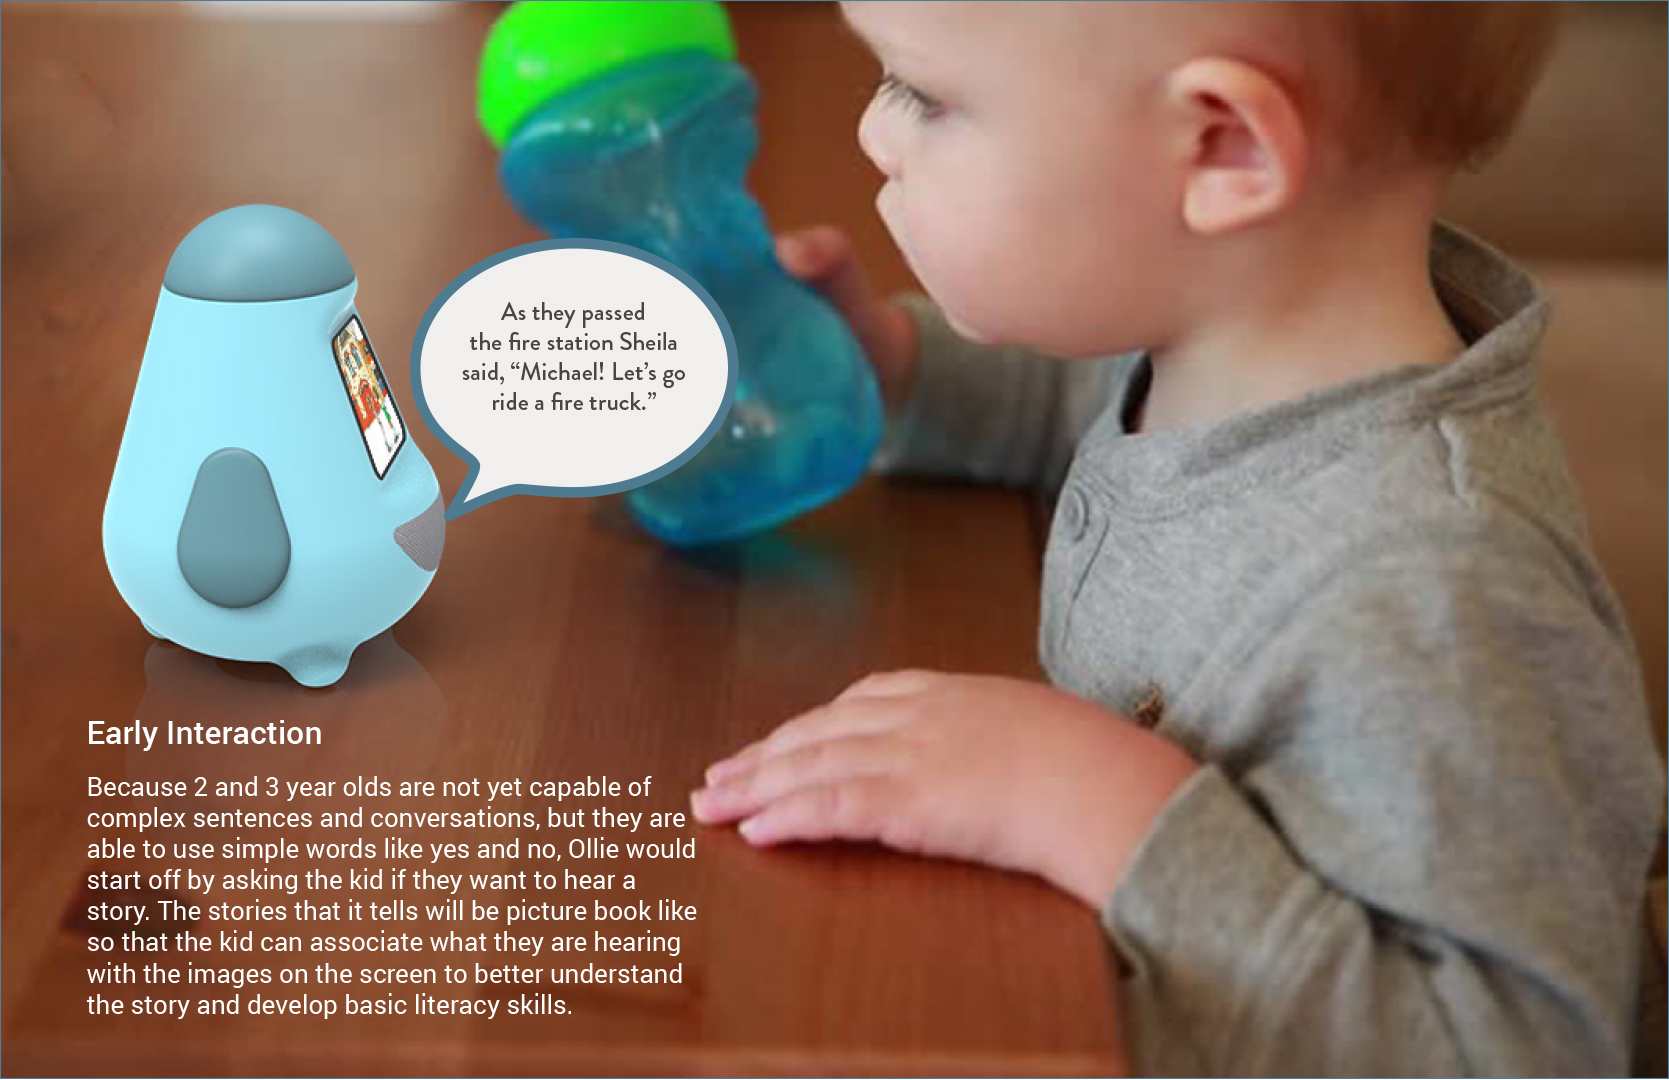 As they passed
the fire station Sheila
said, “Michael! Let’s go
ride a fire truck.”
Early Interaction
Because 2 and 3 year olds are not yet capable of
complex sentences and conversations, but they are
able to use simple words like yes and no, Ollie would
start off by asking the kid if they want to hear a
story. The stories that it tells will be picture book like
so that the kid can associate what they are hearing
with the images on the screen to better understand
the story and develop basic literacy skills.